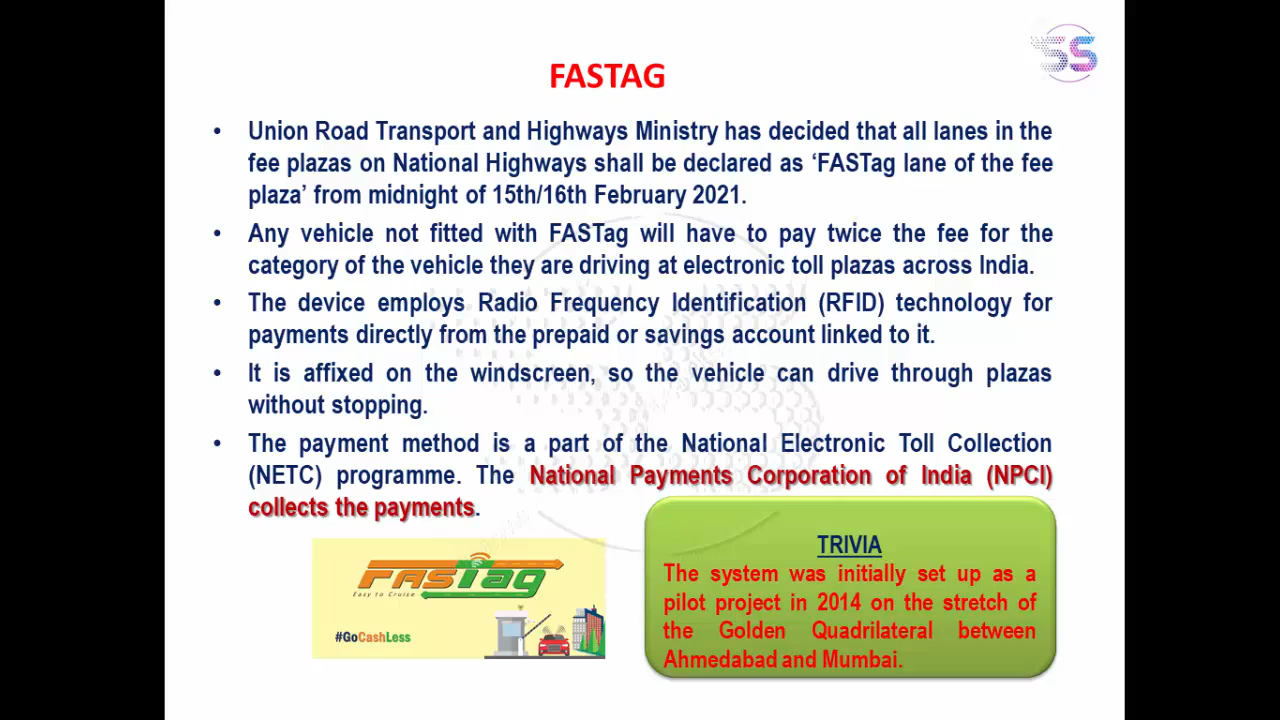 FASTAG
• Union Road Transport and Highways Ministry has decided that all lanes in the
fee plazas on National Highways shall be declared as ‘FASTag lane of the fee
plaza’ from midnight of 15th/16th February 2021.
• Any vehicle not fitted with FASTag will have to pay twice the fee for the
category of the vehicle they are driving at electronic toll plazas across India.
• The device employs Radio Frequency Identification (RFID) technology for
payments directly from the prepaid or savings account linked to it.
• It is affixed on the windscreen, so the vehicle can drive through plazas
without stopping.
• The payment method is a part of the National Electronic Toll Collection
(NETC) programme. The National Payments Corporation of India (NPCI)
collects the payments.
FASTag
Easy to Cruise
#GoCashLess
TRIVIA
The system was initially set up as a
pilot project in 2014 on the stretch of
the Golden Quadrilateral between
Ahmedabad and Mumbai.